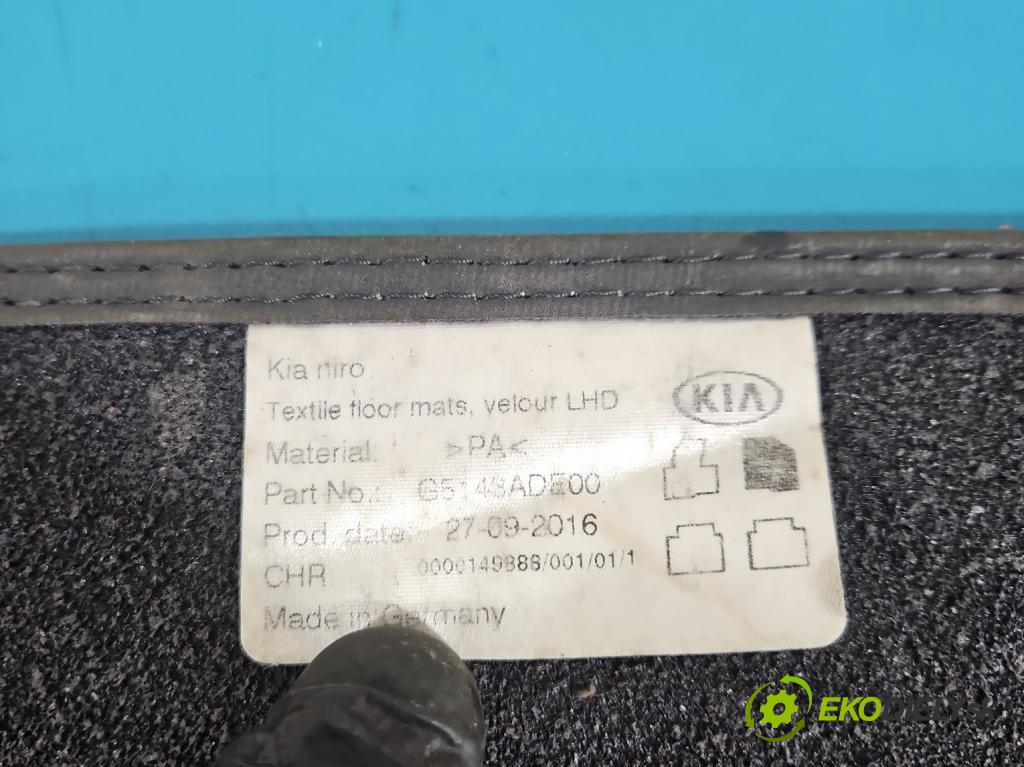 Kia niro
Textile floor mats, velour LHD
KIA
Material: >PA<
Part No.: G5143ADE00
Prod. date 27-09-2016
CHR 0000149888/001/01/1
Made in Germany